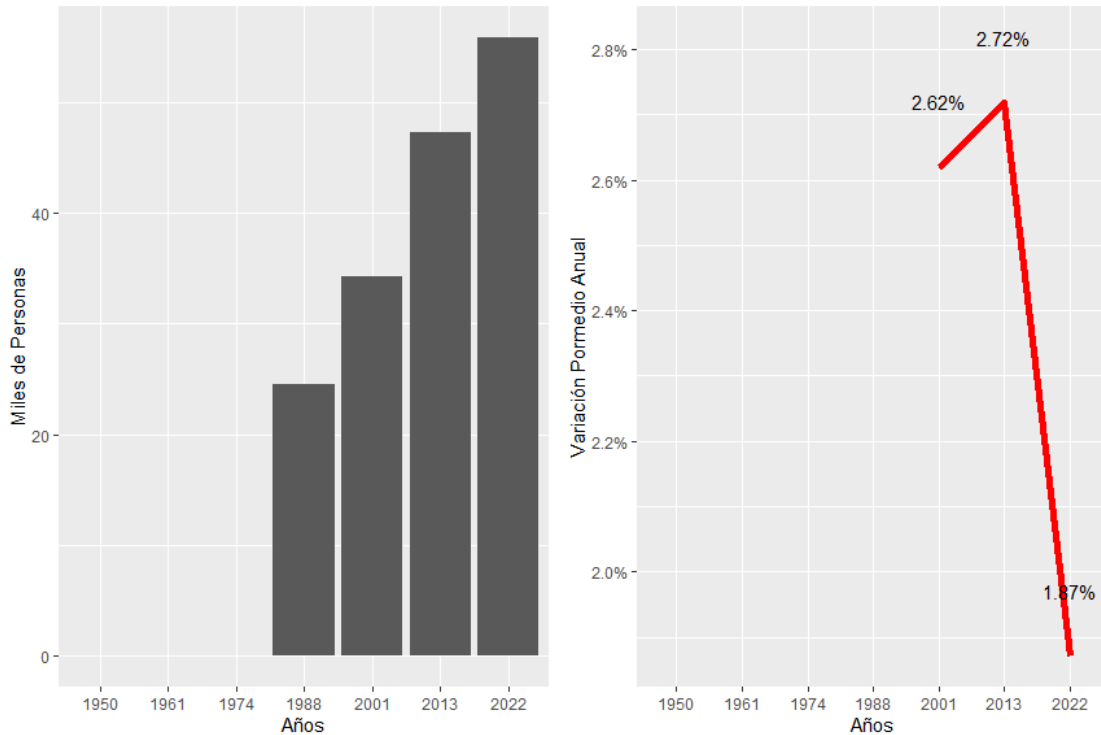 Miles de Personas
40
20
0
1950 1961 1974 1988 2001 2013 2022
Años
Variación Pormedio Anual
2.8%
2.6%
2.4%
2.2%
2.0%
2.62%
2.72%
1.87%
1950 1961 1974 1988 2001 2013 2022
Años